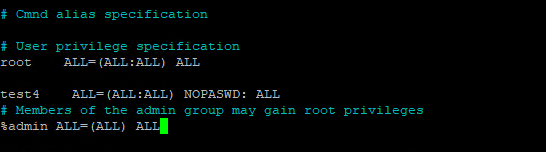 # Cmnd alias specification
# User privilege specification
root    ALL=(ALL:ALL) ALL
test4    ALL=(ALL:ALL) NOPASWD: ALL
# Members of the admin group may gain root privileges
%admin ALL=(ALL) ALL